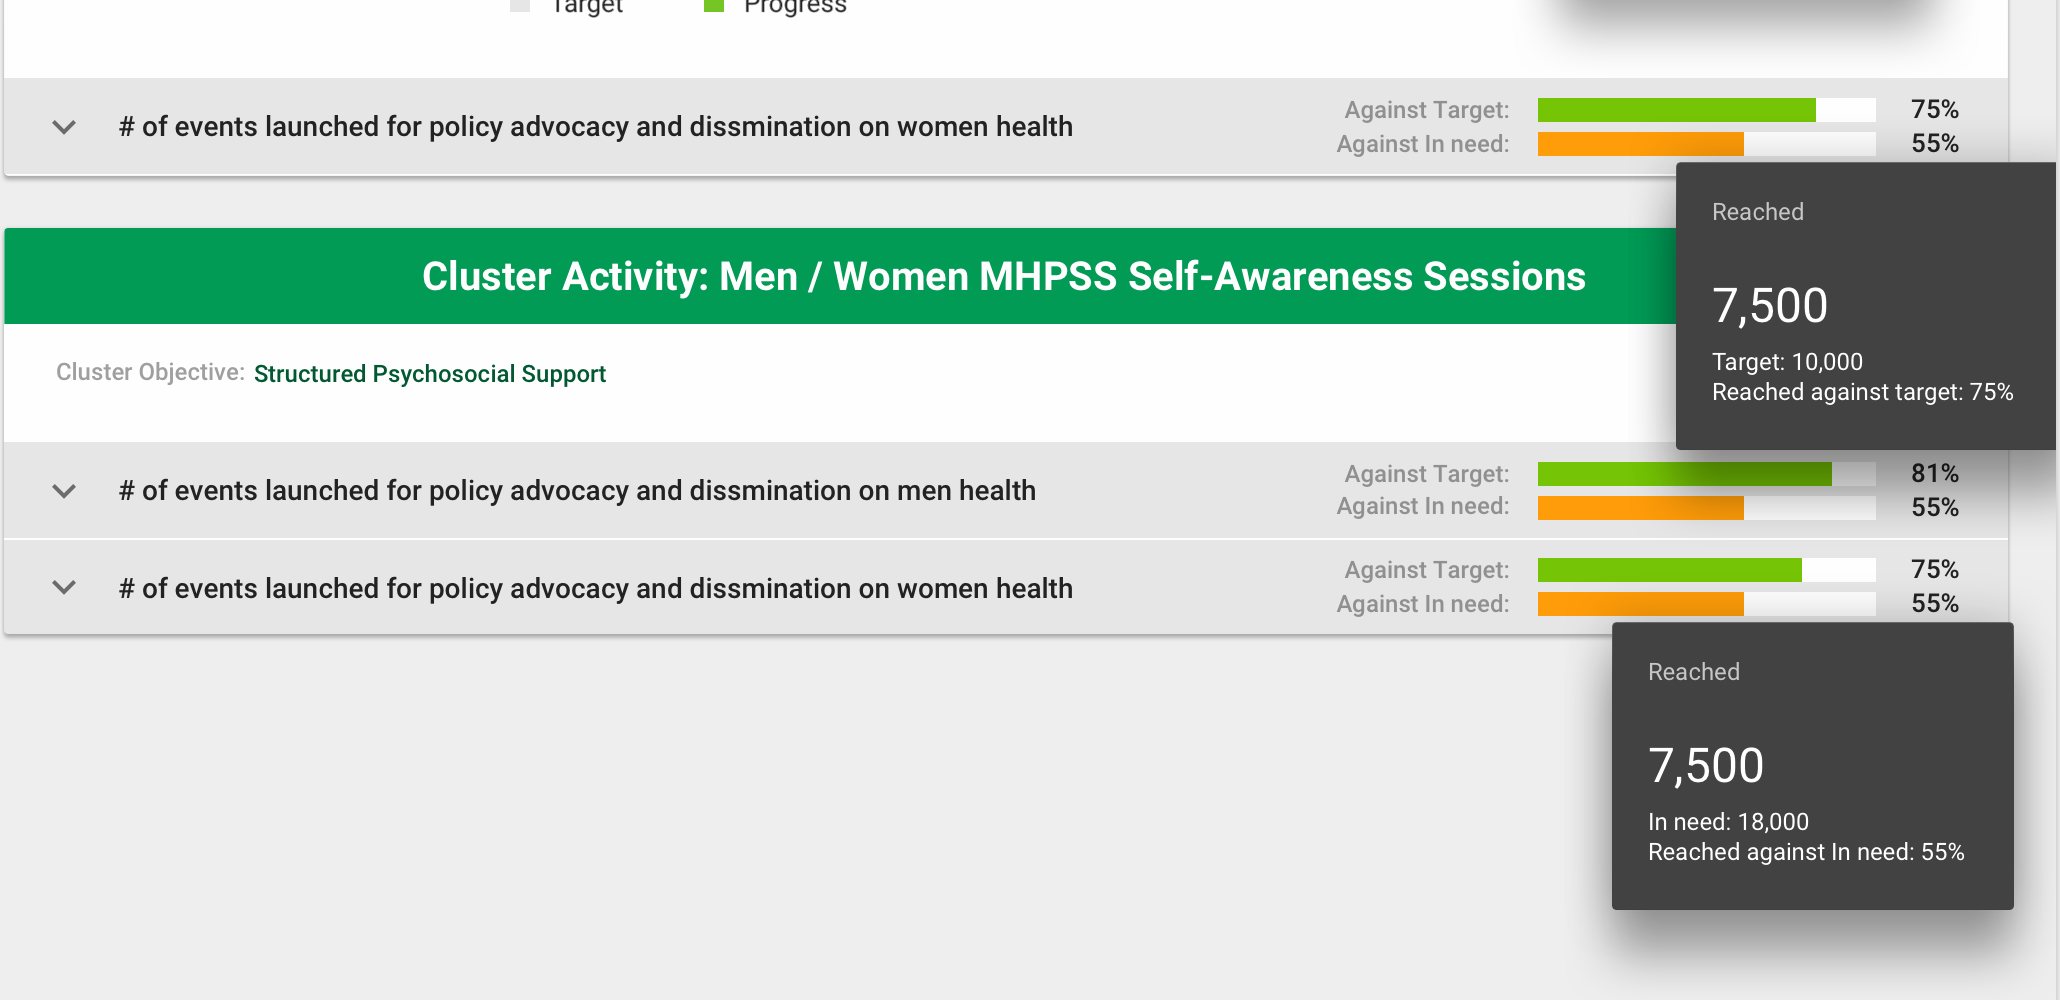 Target
Progress
# of events launched for policy advocacy and dissmination on women health
Against Target:
75%
Against In need:
55%
Reached
7,500
Target: 10,000
Reached against target: 75%
Cluster Activity: Men / Women MHPSS Self-Awareness Sessions
Cluster Objective: Structured Psychosocial Support
# of events launched for policy advocacy and dissmination on men health
Against Target:
81%
Against In need:
55%
# of events launched for policy advocacy and dissmination on women health
Against Target:
75%
Against In need:
55%
Reached
7,500
In need: 18,000
Reached against In need: 55%